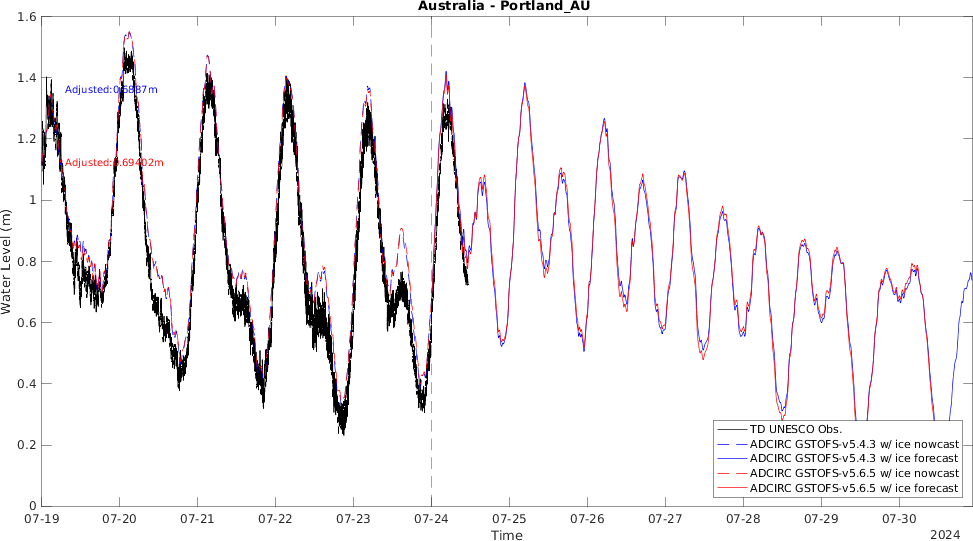 Australia - Portland_AU
1.6
1.4
1.2
1
0.8
0.6
0.4
0.2
0
Water Level (m)
Adjusted:0.6887m
Adjusted:0.69402m
TD UNESCO Obs.
ADCIRC GSTOFS-v5.4.3 w/ ice nowcast
ADCIRC GSTOFS-v5.4.3 w/ ice forecast
ADCIRC GSTOFS-v5.6.5 w/ ice nowcast
ADCIRC GSTOFS-v5.6.5 w/ ice forecast
07-19 07-20 07-21 07-22 07-23 07-24 07-25 07-26 07-27 07-28 07-29 07-30
Time
2024